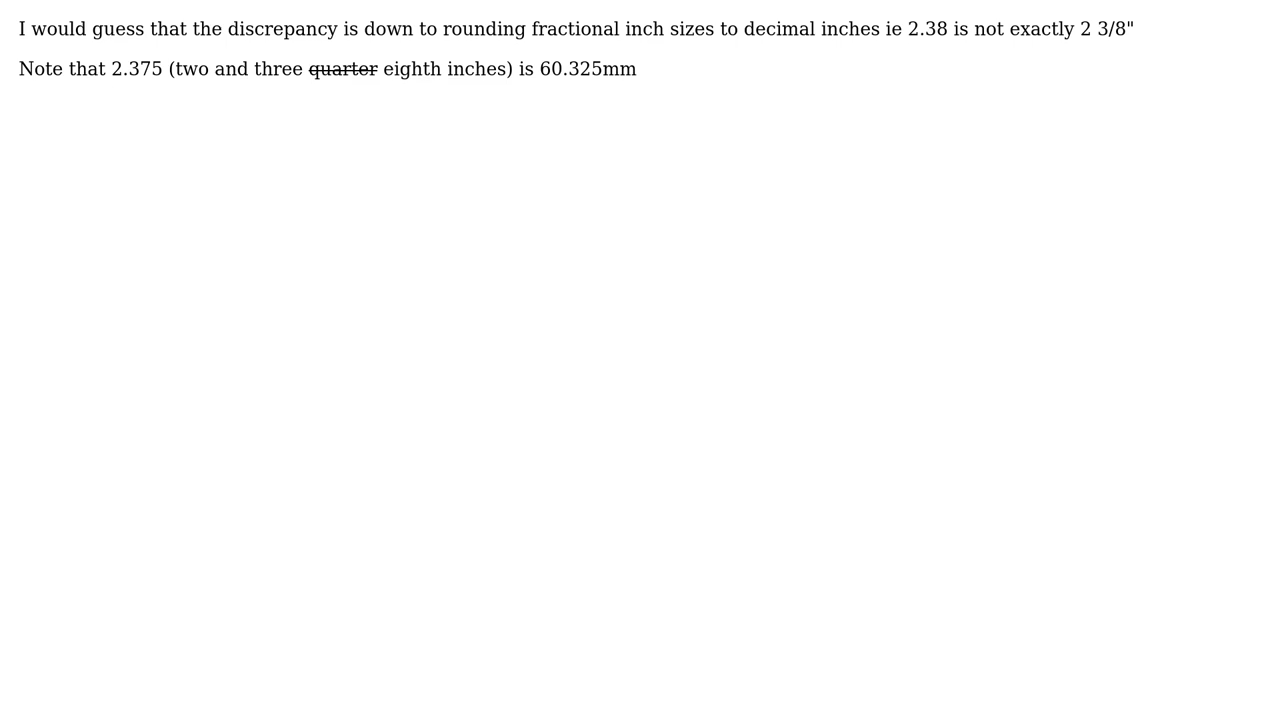 I would guess that the discrepancy is down to rounding fractional inch sizes to decimal inches ie 2.38 is not exactly 2 3/8"
Note that 2.375 (two and three quarter eighth inches) is 60.325mm